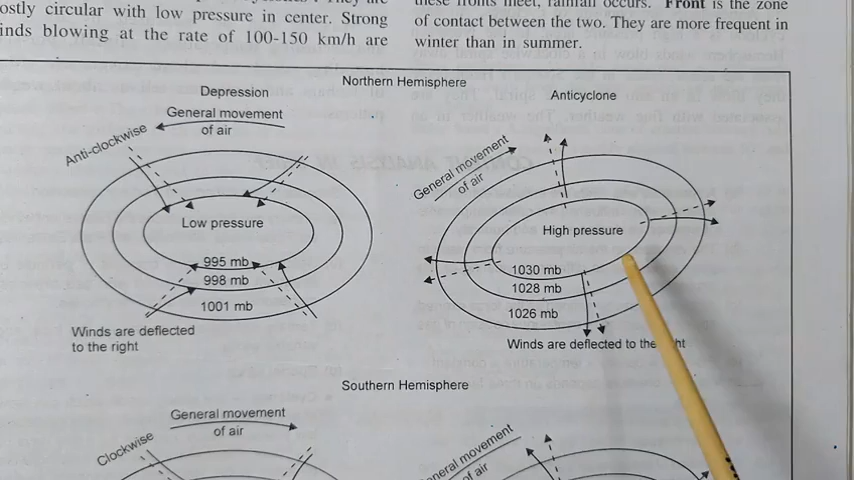 ostly circular with low pressure in center. Strong
inds blowing at the rate of 100-150 km/h are
these fronts meet, rainfall occurs. Front is the zone
of contact between the two. They are more frequent in
winter than in summer.
Northern Hemisphere
Depression
General movement
of air
Anti-clockwise
Low pressure
995 mb
998 mb
1001 mb
Winds are deflected
to the right
Anticyclone
General movement
of air
High pressure
1030 mb
1028 mb
1026 mb
Winds are deflected to the ht
Southern Hemisphere
General movement
of air
Clockwise
eneral movement
of air